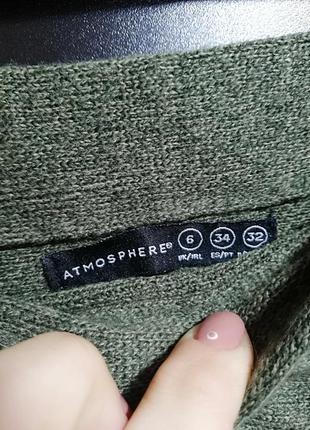 ATMOSPHERE® 6 34 32
UK/IRL ES/PT